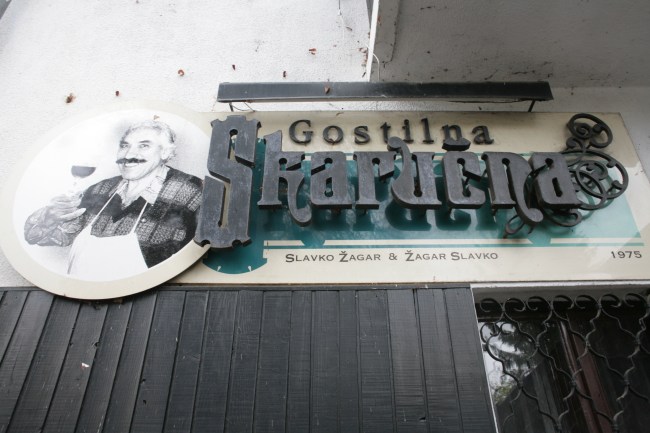 Gostilna
Skaručna
Slavko Žagar & Žagar Slavko
1975